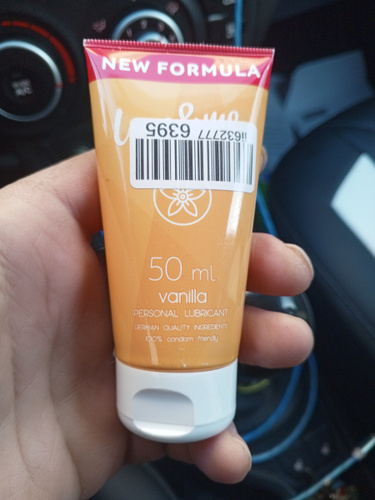 NEW FORMULA
6395
50 ml
vanilla
PERSONAL LUBRICANT
GERMAN QUALITY INGREDIENTS
100% condom friendly